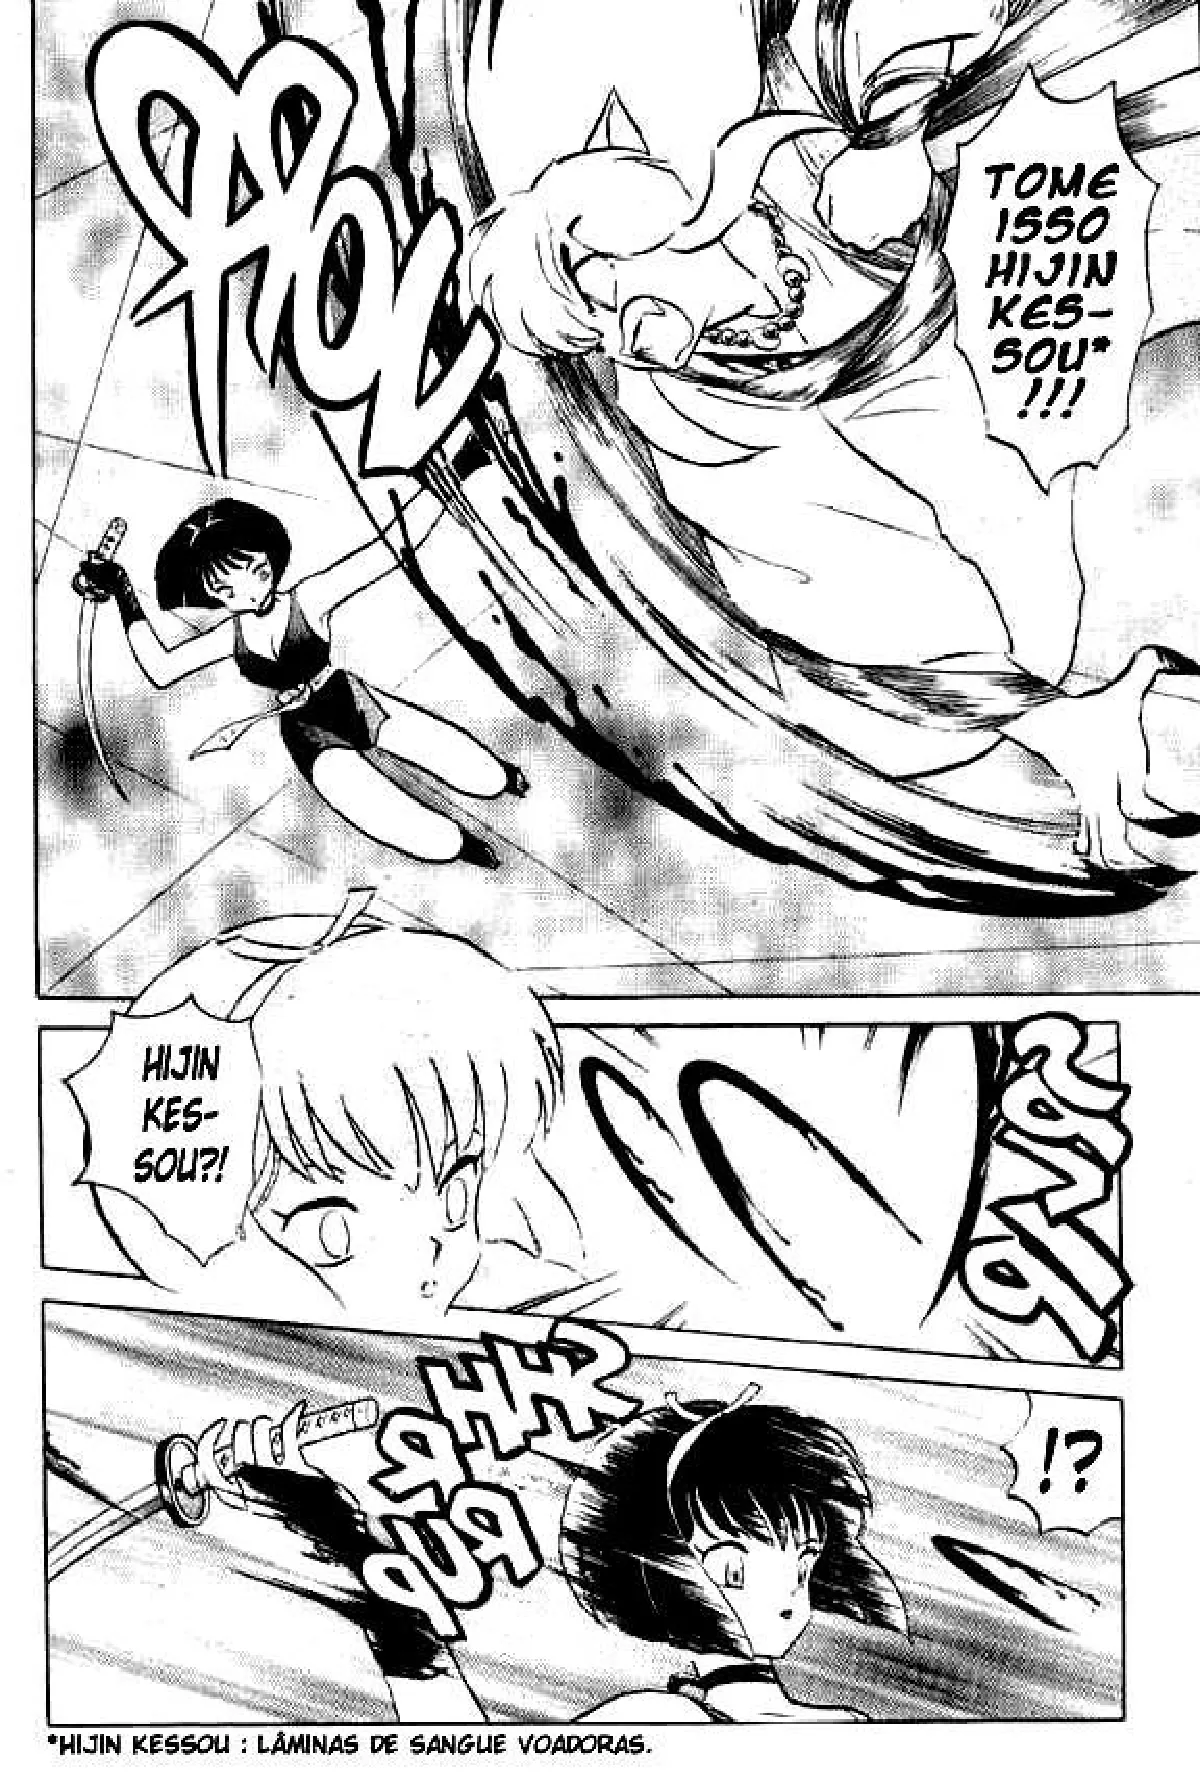 TOME
ISSO
HIJIN
KES-
SOU*
!!!
HIJIN
KES-
SOU?!
!?
*HIJIN KESSOU : LÂMINAS DE SANGUE VOADORAS.